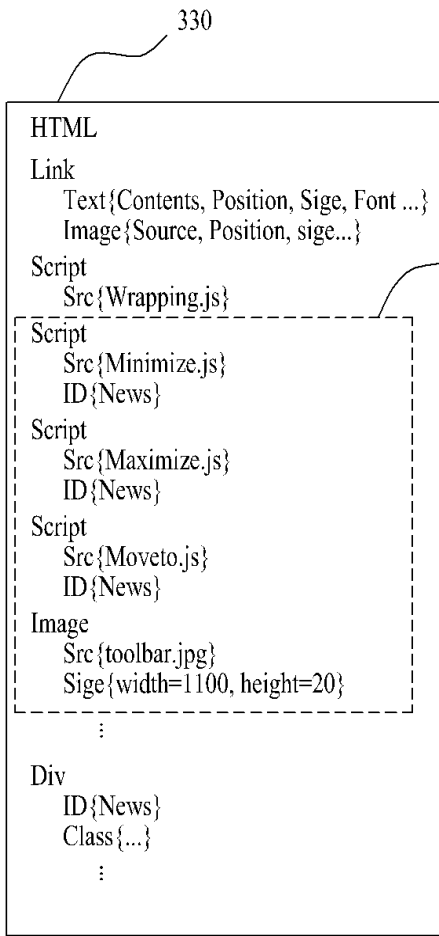 330
HTML
Link
Text{Contents, Position, Sige, Font ...}
Image{Source, Position, sige...}
Script
Src{Wrapping.js}
Script
Src{Minimize.js}
ID{News}
Script
Src{Maximize.js}
ID{News}
Script
Src{Moveto.js}
ID{News}
Image
Src{toolbar.jpg}
Sige{width=1100, height=20}
⋮
Div
ID{News}
Class{...}
⋮